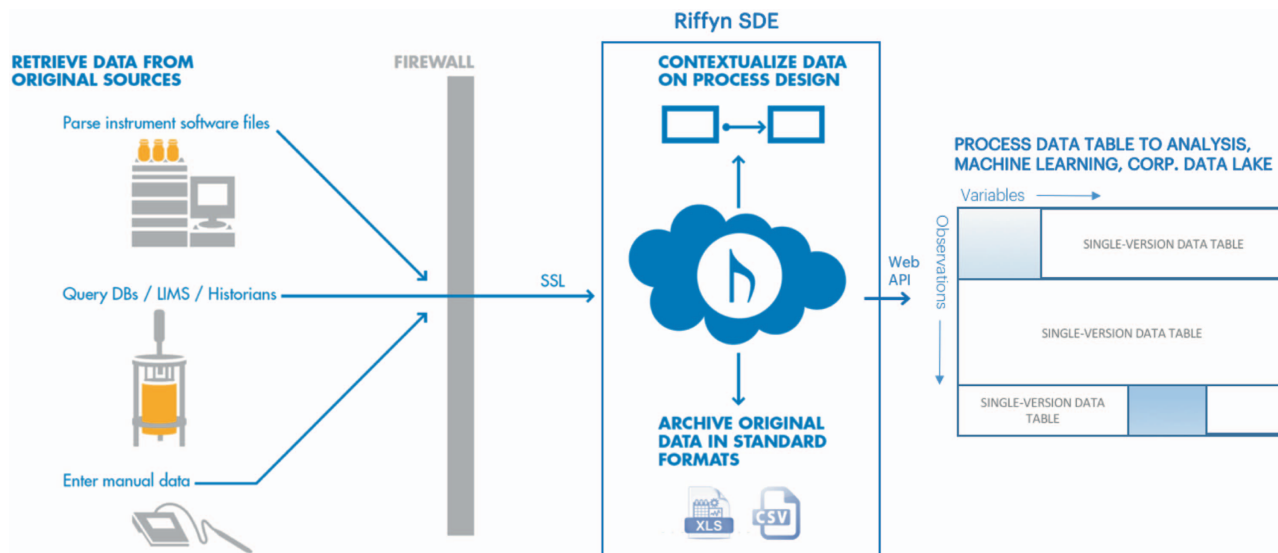 Riffyn SDE
RETRIEVE DATA FROM
ORIGINAL SOURCES
Parse instrument software files
Query DBs / LIMS / Historians
Enter manual data
FIREWALL
SSL
CONTEXTUALIZE DATA
ON PROCESS DESIGN
ARCHIVE ORIGINAL
DATA IN STANDARD
FORMATS
XLS
CSV
Web
API
PROCESS DATA TABLE TO ANALYSIS,
MACHINE LEARNING, CORP. DATA LAKE
Variables
Observations
SINGLE-VERSION DATA TABLE
SINGLE-VERSION DATA TABLE
SINGLE-VERSION DATA
TABLE